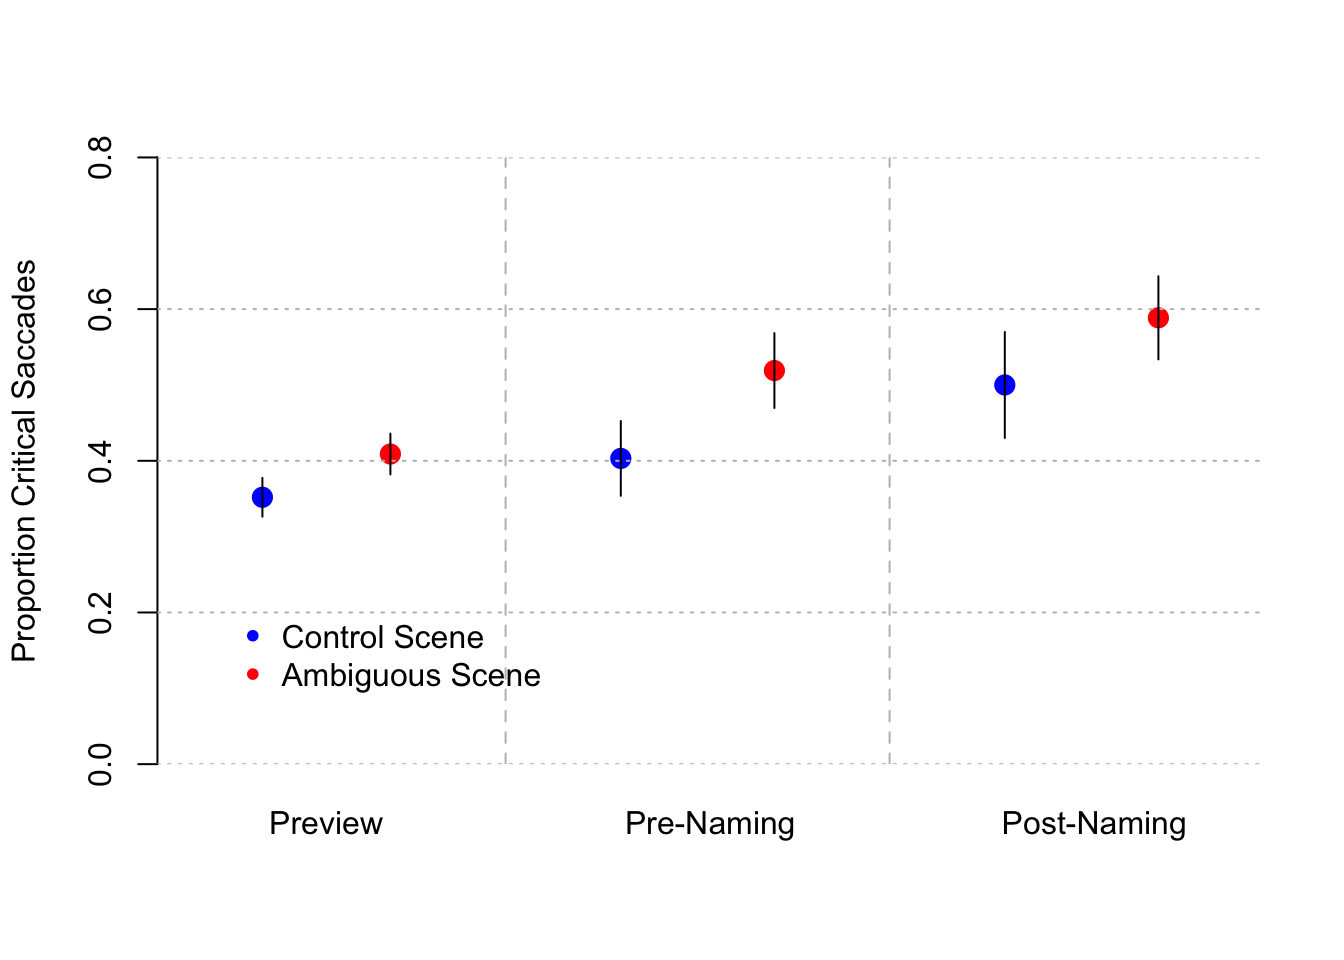 Proportion Critical Saccades
0.8
0.6
0.4
0.2
0.0
Control Scene
Ambiguous Scene
Preview
Pre-Naming
Post-Naming